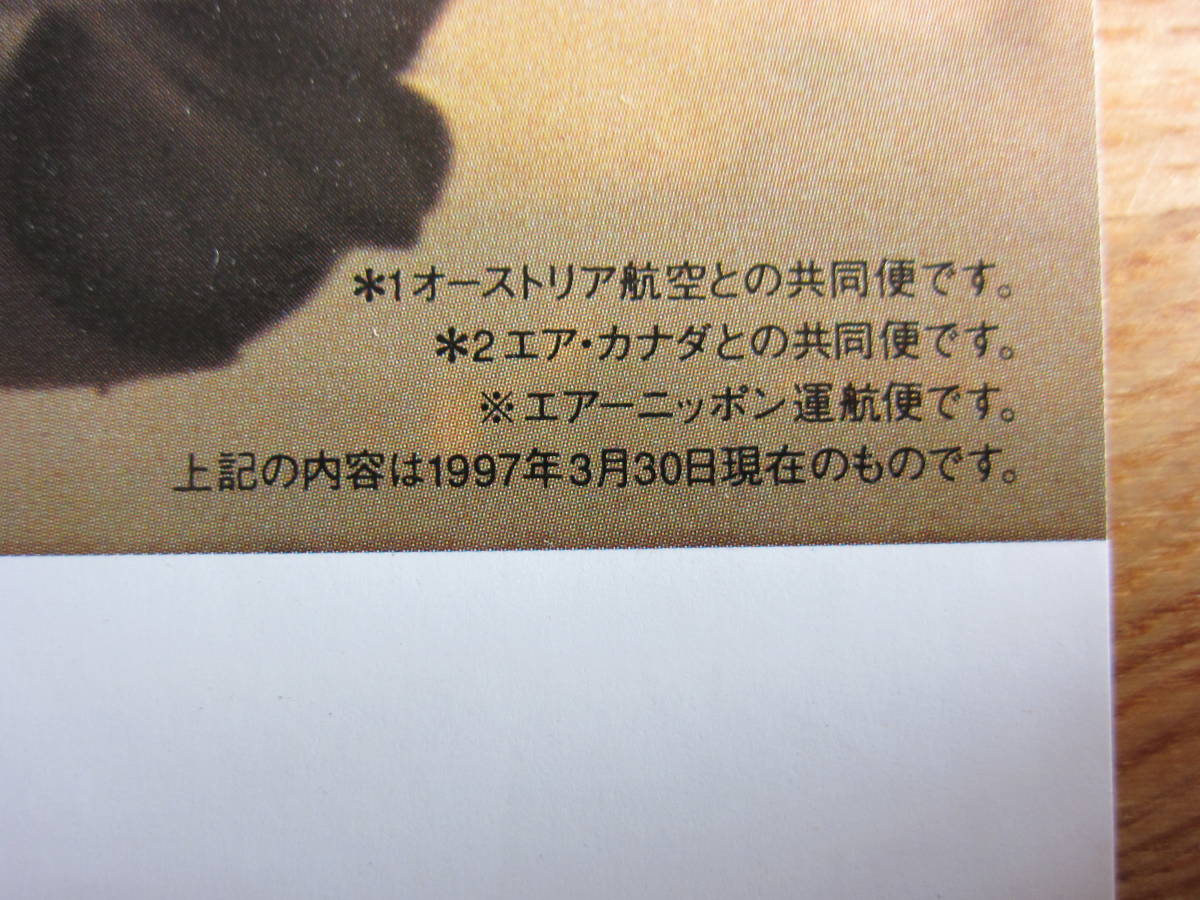 *1オーストリア航空との共同便です。
*2エア・カナダとの共同便です。
※エアーニッポン運航便です。
上記の内容は1997年3月30日現在のものです。